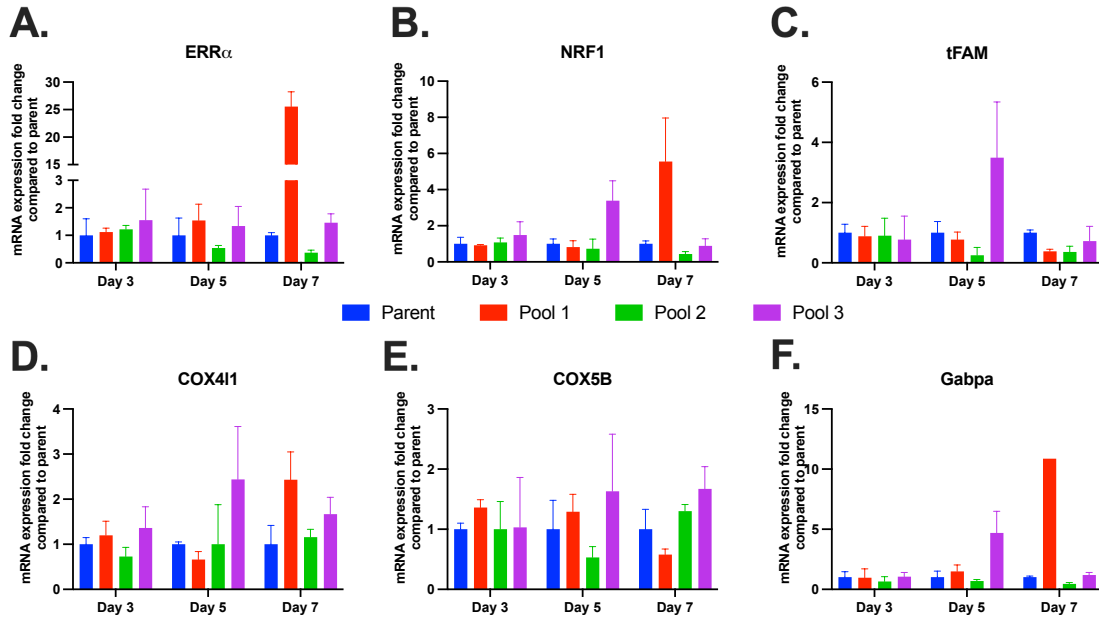 A.
ERRα
mRNA expression fold change
compared to parent
30
25
20
15
3
2
1
0
Day 3
Day 5
Day 7
B.
NRF1
mRNA expression fold change
compared to parent
10
8
6
4
2
0
Day 3
Day 5
Day 7
C.
tFAM
mRNA expression fold change
compared to parent
6
4
2
0
Day 3
Day 5
Day 7
Parent
Pool 1
Pool 2
Pool 3
D.
COX4I1
mRNA expression fold change
compared to parent
4
3
2
1
0
Day 3
Day 5
Day 7
E.
COX5B
mRNA expression fold change
compared to parent
3
2
1
0
Day 3
Day 5
Day 7
F.
Gabpa
mRNA expression fold change
compared to parent
15
10
5
0
Day 3
Day 5
Day 7